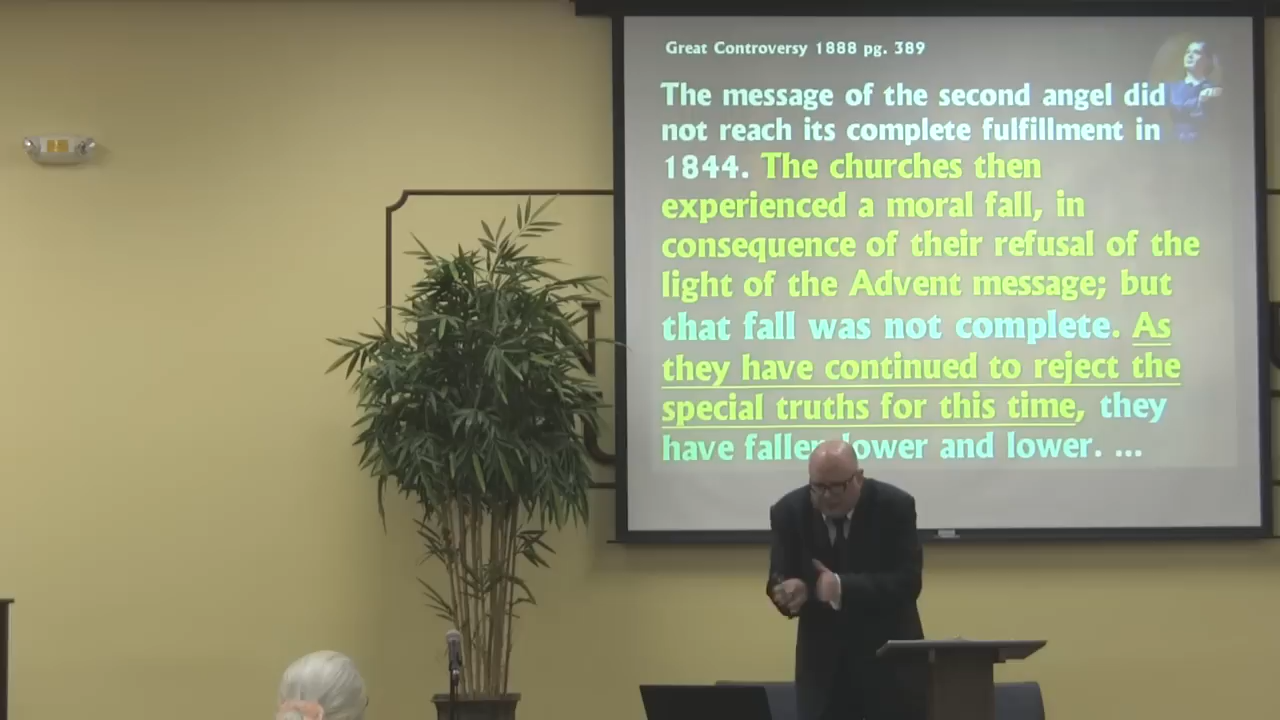 Great Controversy 1888 pg. 389
The message of the second angel did
not reach its complete fulfillment in
1844. The churches then
experienced a moral fall, in
consequence of their refusal of the
light of the Advent message; but
that fall was not complete. As
they have continued to reject the
special truths for this time, they
have fallen lower and lower. ...